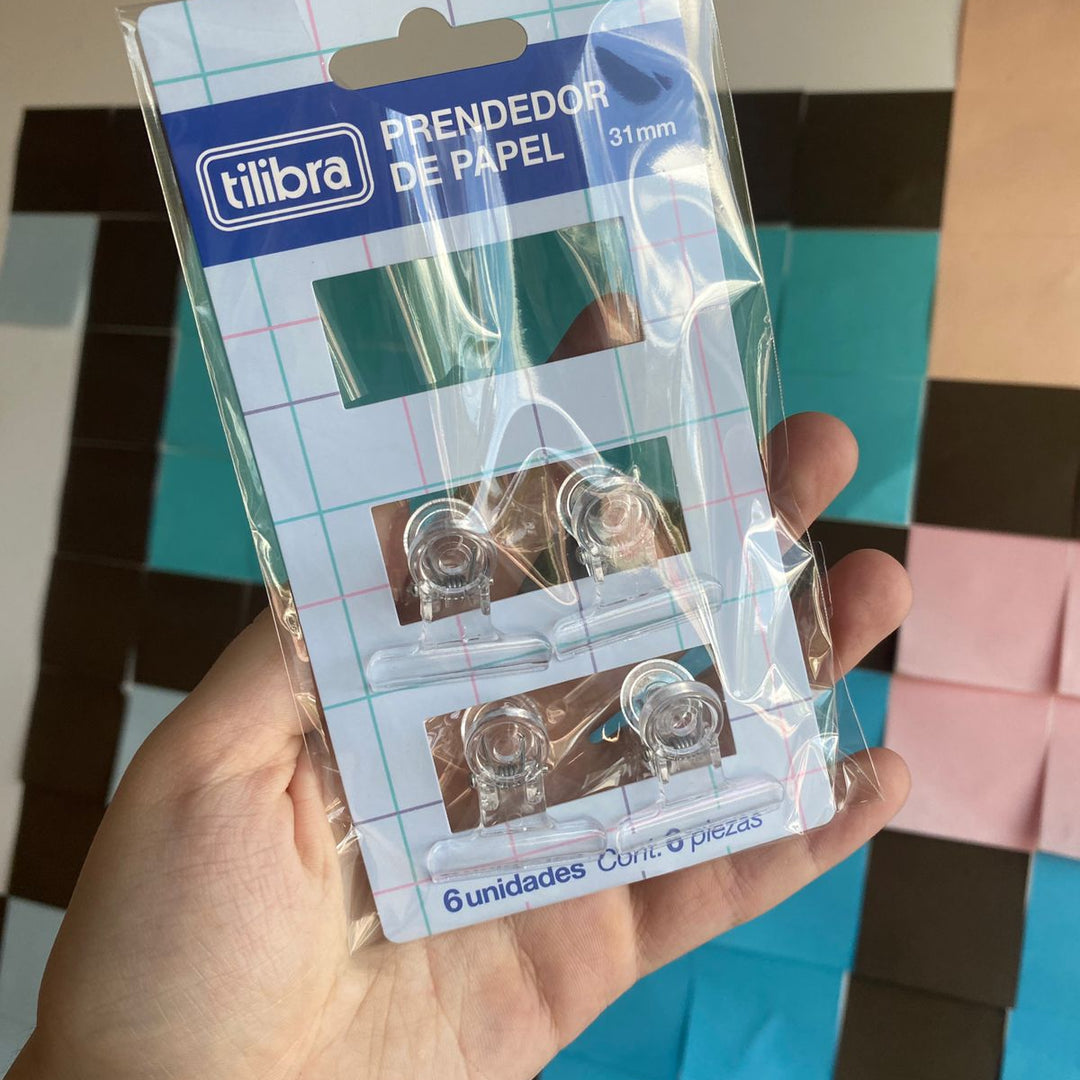 tilibra
PRENDEDOR
DE PAPEL
31mm
6 unidades Cont. 6 piezas